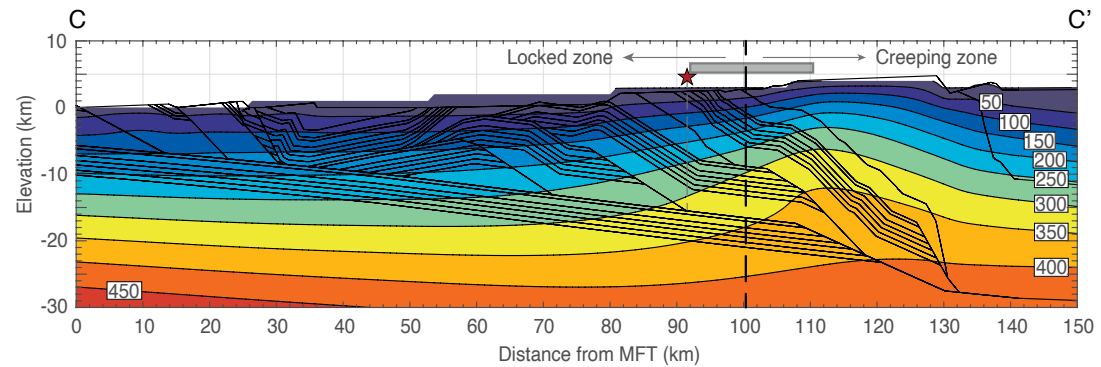 C C’
10
0
-10
-20
-30
Elevation (km)
Locked zone Creeping zone
50
100
150
200
250
300
350
400
450
0 10 20 30 40 50 60 70 80 90 100 110 120 130 140 150
Distance from MFT (km)